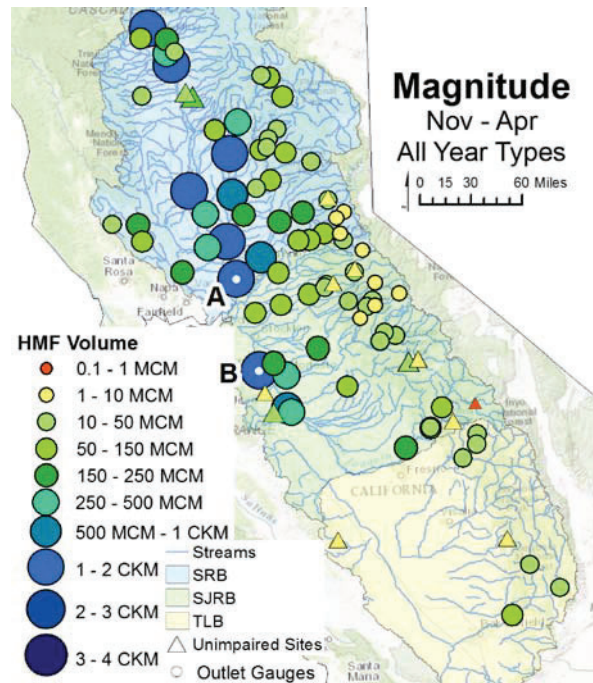 CASCADE
Magnitude
Nov - Apr
All Year Types
0 15 30 60 Miles
Santa
Rosa
Napa
Fairfield
A
B
HMF Volume
0.1 - 1 MCM
1 - 10 MCM
10 - 50 MCM
50 - 150 MCM
150 - 250 MCM
250 - 500 MCM
500 MCM - 1 CKM
1 - 2 CKM
2 - 3 CKM
3 - 4 CKM
Streams
SRB
SJRB
TLB
Unimpaired Sites
Outlet Gauges
CALIFORNIA
Santa